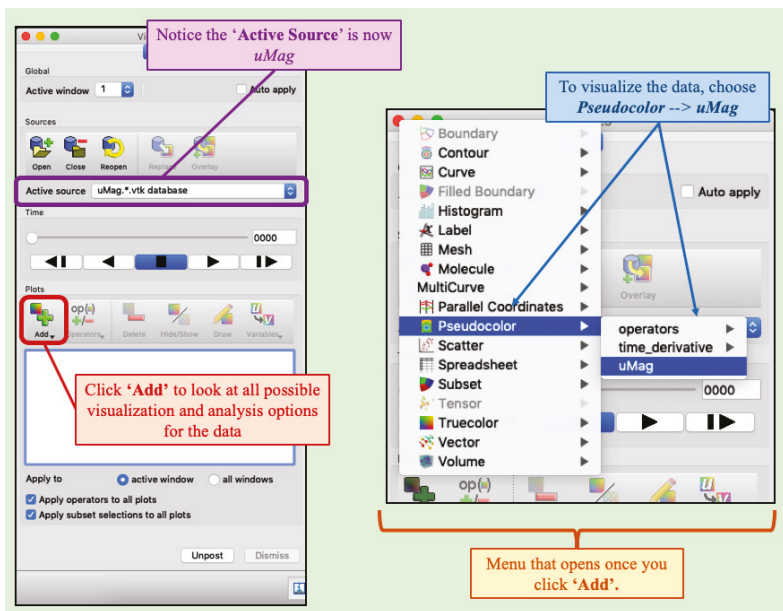 Vi
Notice the ‘Active Source’ is now
uMag
Global
Active window 1
Auto apply
Sources
Open Close Reopen Replace Overlay
Active source uMag.*.vtk database
Time
0000
Plots
op(=)
+/-
Add Operators Delete Hide/Show Draw Variables
Click ‘Add’ to look at all possible
visualization and analysis options
for the data
Apply to active window all windows
Apply operators to all plots
Apply subset selections to all plots
Unpost Dismiss
To visualize the data, choose
Pseudocolor --> uMag
Boundary
Contour
Curve
Filled Boundary
Histogram
Label
Mesh
Molecule
MultiCurve
Parallel Coordinates
Pseudocolor
Scatter
Spreadsheet
Subset
Tensor
Truecolor
Vector
Volume
Auto apply
Overlay
operators
time_derivative
uMag
0000
op(=)
+/-
Menu that opens once you
click ‘Add’.